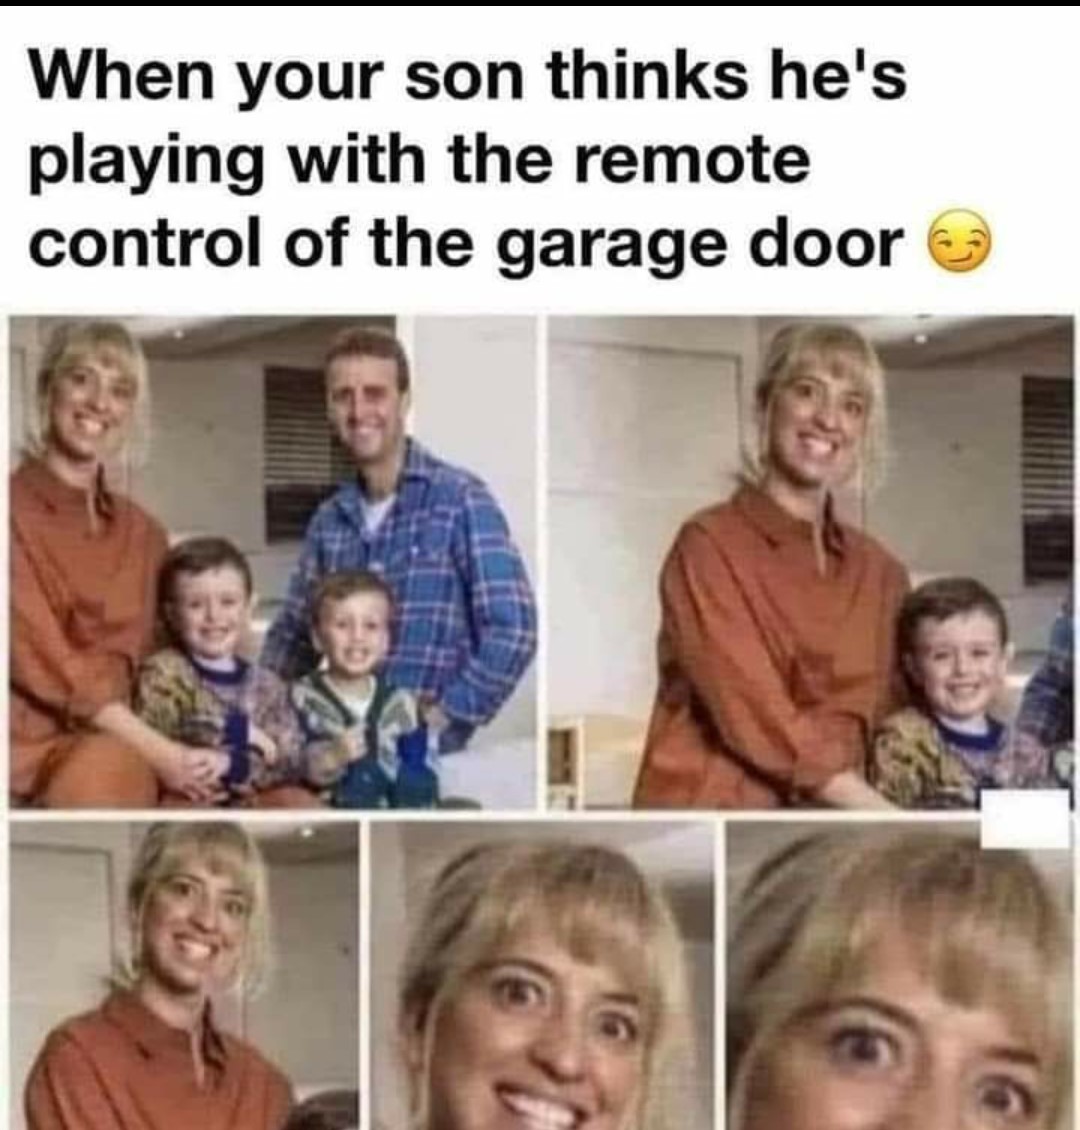 When your son thinks he's
playing with the remote
control of the garage door 😏